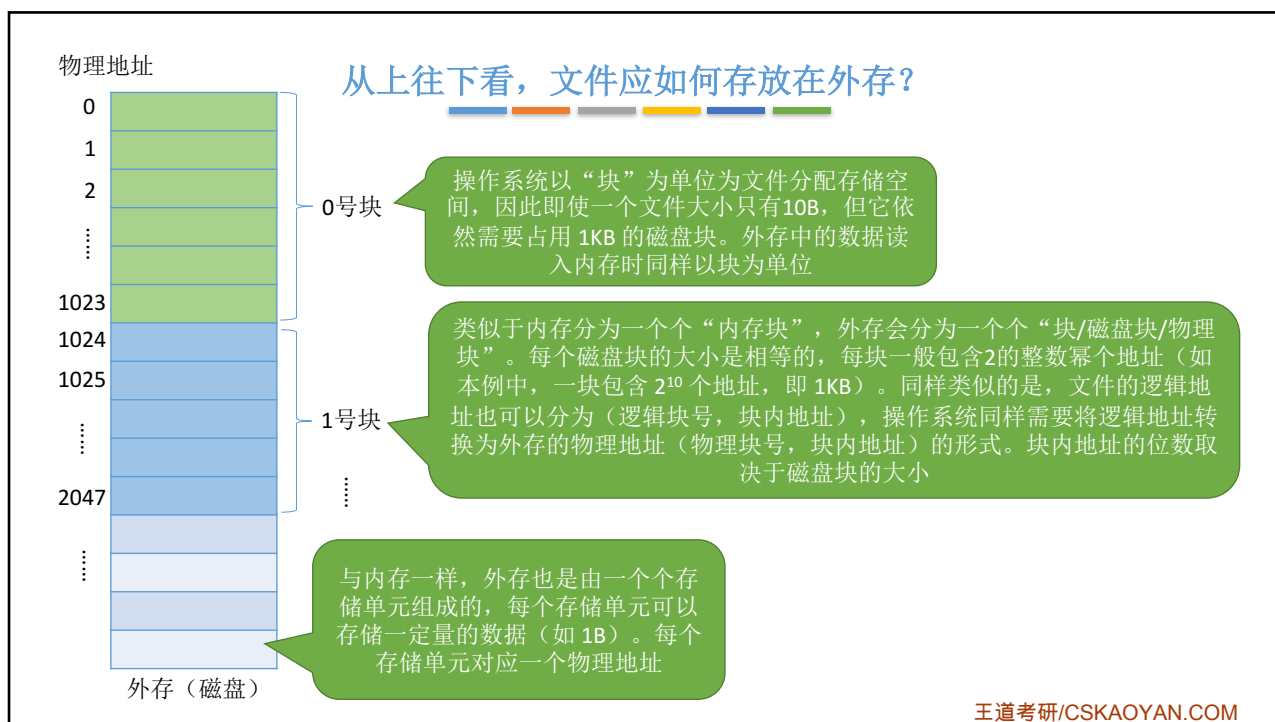 物理地址
从上往下看，文件应如何存放在外存？
0
1
2
……
1023
1024
1025
……
2047
……
0号块
1号块
……
操作系统以“块”为单位为文件分配存储空
间，因此即使一个文件大小只有10B，但它依
然需要占用 1KB 的磁盘块。外存中的数据读
入内存时同样以块为单位
类似于内存分为一个个“内存块”，外存会分为一个个“块/磁盘块/物理
块”。每个磁盘块的大小是相等的，每块一般包含2的整数幂个地址（如
本例中，一块包含 2¹⁰ 个地址，即 1KB）。同样类似的是，文件的逻辑地
址也可以分为（逻辑块号，块内地址），操作系统同样需要将逻辑地址转
换为外存的物理地址（物理块号，块内地址）的形式。块内地址的位数取
决于磁盘块的大小
与内存一样，外存也是由一个个存
储单元组成的，每个存储单元可以
存储一定量的数据（如 1B）。每个
存储单元对应一个物理地址
外存（磁盘）
王道考研/CSKAOYAN.COM